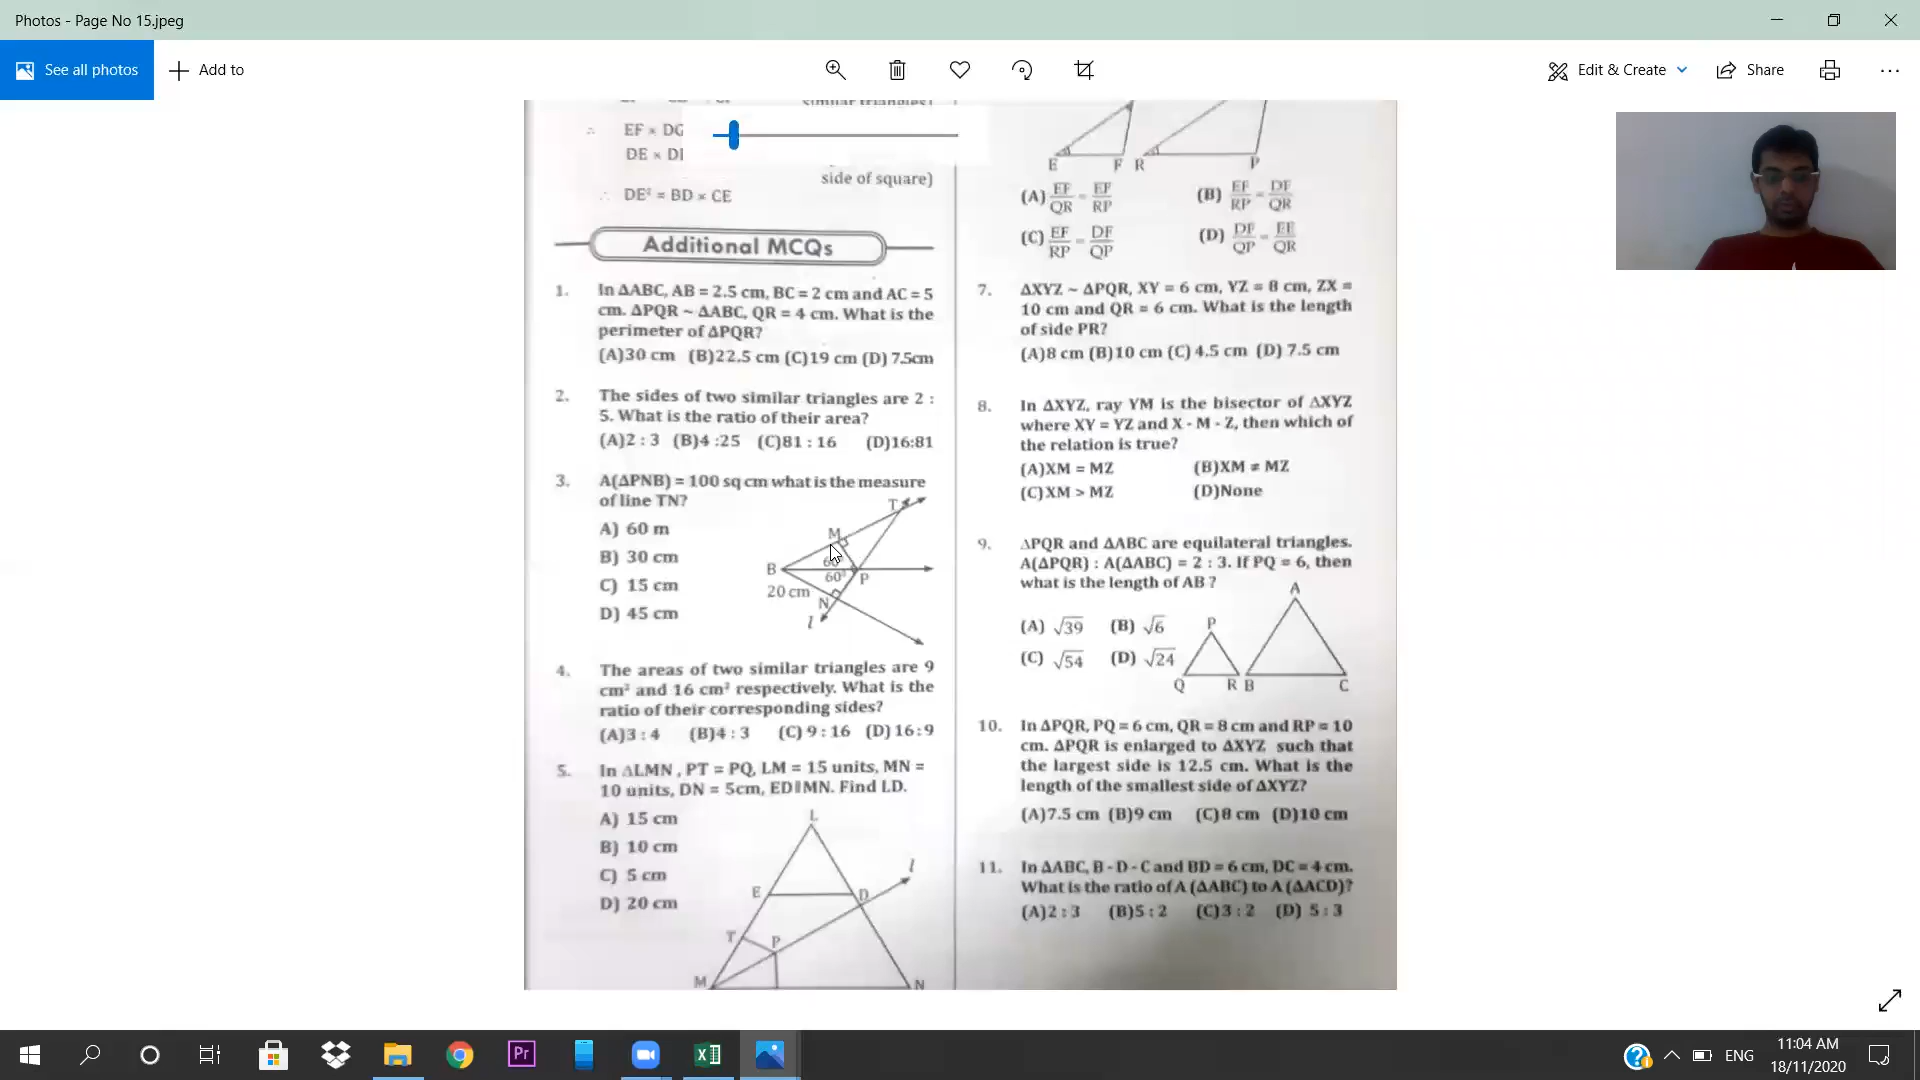 Photos - Page No 15.jpeg
See all photos
Add to
Edit & Create
Share
EF × DG
DE × DI
side of square)
∴ DE² = BD × CE
Additional MCQs
1. In ΔABC, AB = 2.5 cm, BC = 2 cm and AC = 5
cm. ΔPQR ~ ΔABC, QR = 4 cm. What is the
perimeter of ΔPQR?
(A)30 cm (B)22.5 cm (C)19 cm (D) 7.5cm
2. The sides of two similar triangles are 2 :
5. What is the ratio of their area?
(A)2 : 3 (B)4 :25 (C)81 : 16 (D)16:81
3. A(ΔPNB) = 100 sq cm what is the measure
of line TN?
A) 60 m
B) 30 cm
C) 15 cm
D) 45 cm
T
M
B
60°
P
20 cm
N
l
4. The areas of two similar triangles are 9
cm² and 16 cm² respectively. What is the
ratio of their corresponding sides?
(A)3 : 4 (B)4 : 3 (C) 9 : 16 (D) 16 : 9
5. In ΔLMN , PT = PQ, LM = 15 units, MN =
10 units, DN = 5cm, ED∥MN. Find LD.
A) 15 cm
B) 10 cm
C) 5 cm
D) 20 cm
L
l
E
D
T
P
M
N
E F R P
(A) EF/QR = EF/RP (B) EF/RP = DF/QR
(C) EF/RP = DF/QP (D)
7. ΔXYZ ~ ΔPQR, XY = 6 cm, YZ = 8 cm, ZX =
10 cm and QR = 6 cm. What is the length
of side PR?
(A)8 cm (B)10 cm (C) 4.5 cm (D) 7.5 cm
8. In ΔXYZ, ray YM is the bisector of ΔXYZ
where XY = YZ and X - M - Z, then which of
the relation is true?
(A)XM = MZ (B)XM ≠ MZ
(C)XM > MZ (D)None
9. ΔPQR and ΔABC are equilateral triangles.
A(ΔPQR) : A(ΔABC) = 2 : 3. If PQ = 6, then
what is the length of AB ?
(A) √39 (B) √6
(C) √54 (D) √24
A
P
Q
R B
C
10. In ΔPQR, PQ = 6 cm, QR = 8 cm and RP = 10
cm. ΔPQR is enlarged to ΔXYZ such that
the largest side is 12.5 cm. What is the
length of the smallest side of ΔXYZ?
(A)7.5 cm (B)9 cm (C)8 cm (D)10 cm
11. In ΔABC, B - D - C and BD = 6 cm, DC = 4 cm.
What is the ratio of A (ΔABC) to A (ΔACD)?
(A)2 : 3 (B)5 : 2 (C)3 : 2 (D) 5 : 3
Pr
ENG
11:04 AM
18/11/2020